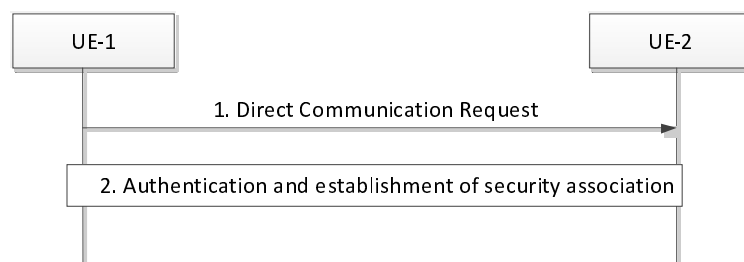 UE-1
UE-2
1. Direct Communication Request
2. Authentication and establishment of security association